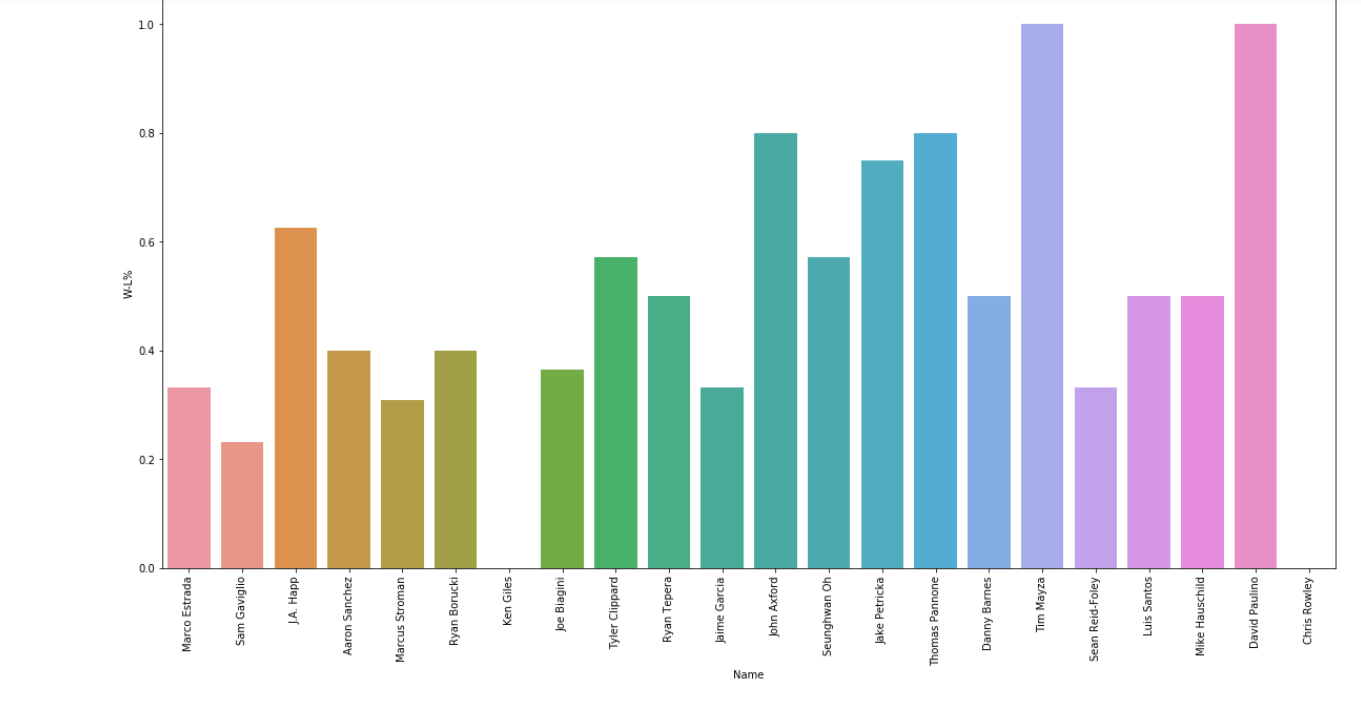 1.0
0.8
0.6
0.4
0.2
0.0
W-L%
Marco Estrada
Sam Gaviglio
J.A. Happ
Aaron Sanchez
Marcus Stroman
Ryan Borucki
Ken Giles
Joe Biagini
Tyler Clippard
Ryan Tepera
Jaime Garcia
John Axford
Seunghwan Oh
Jake Petricka
Thomas Pannone
Danny Barnes
Tim Mayza
Sean Reid-Foley
Luis Santos
Mike Hauschild
David Paulino
Chris Rowley
Name